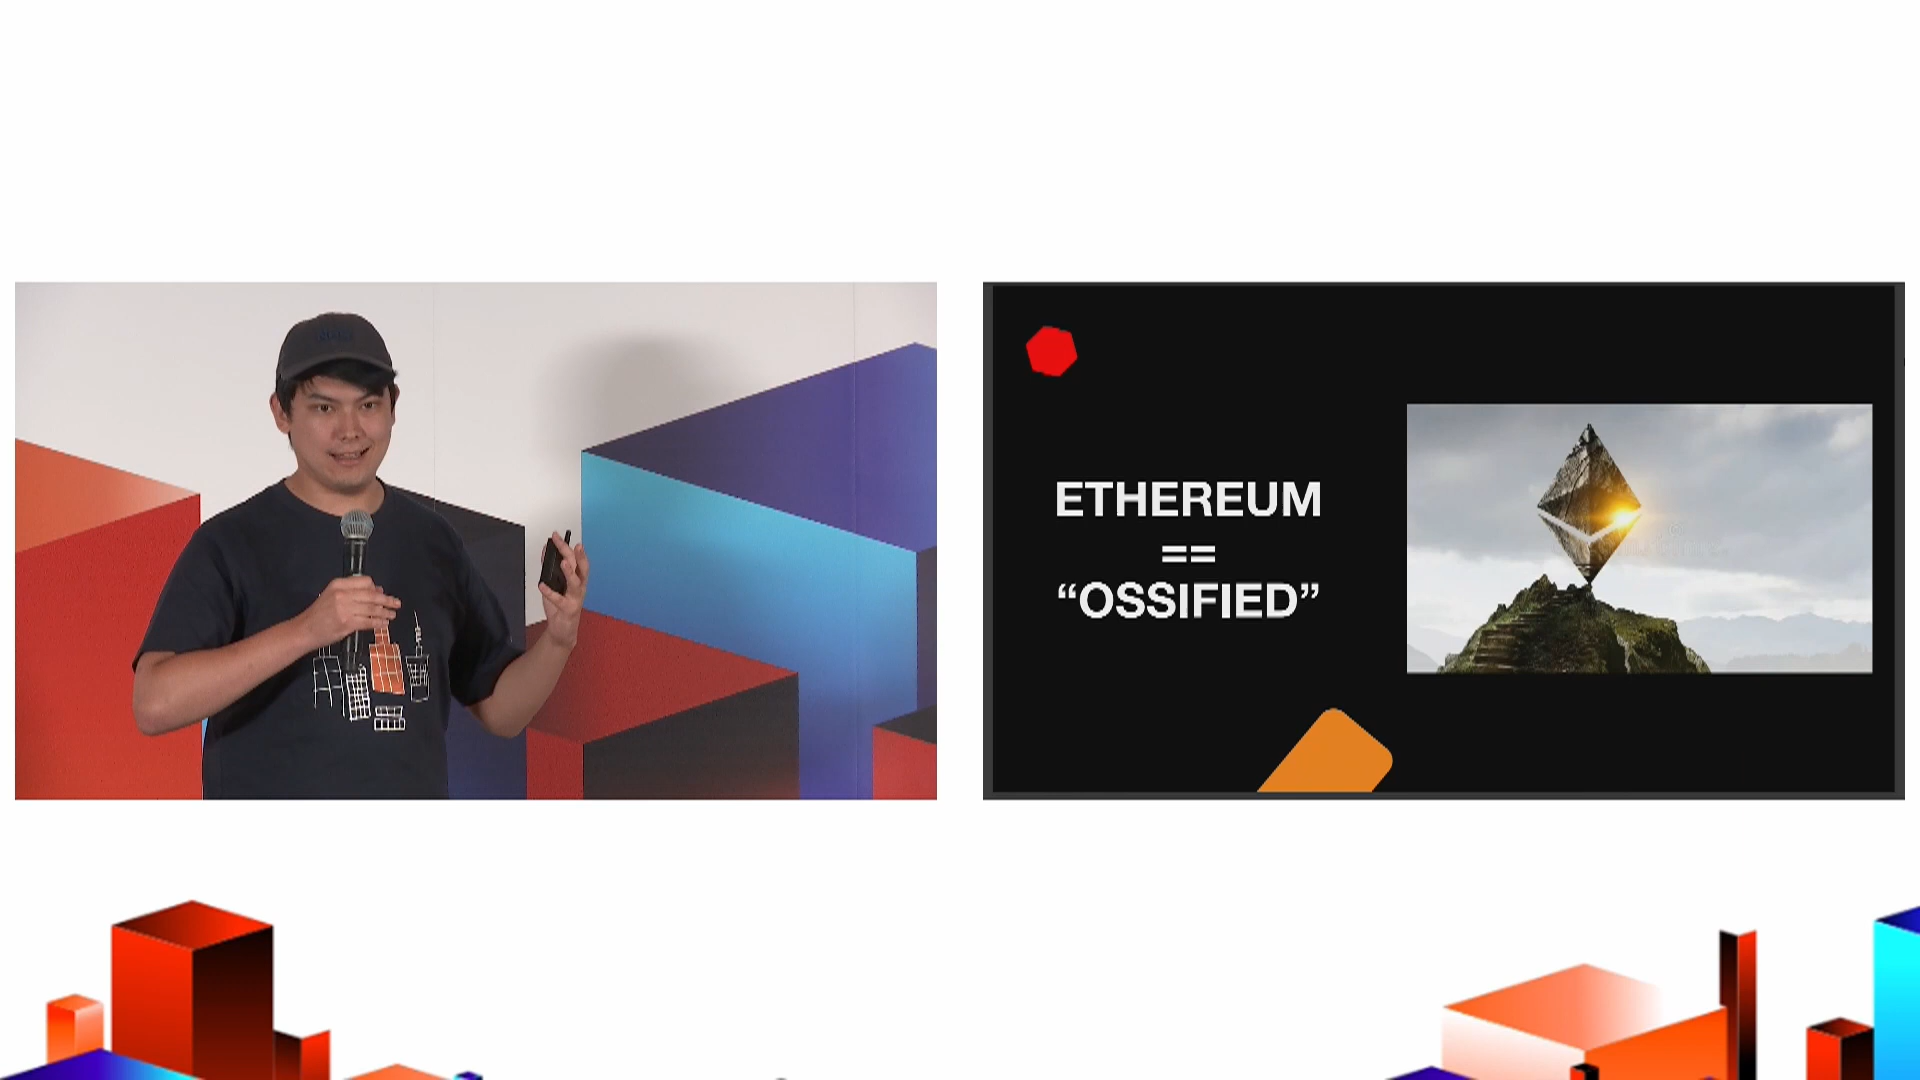 ETHEREUM
==
“OSSIFIED”